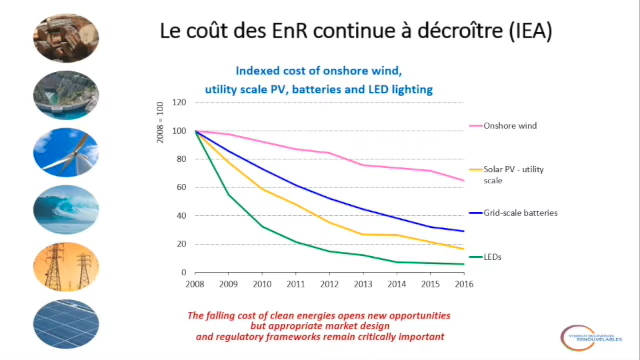 Le coût des EnR continue à décroître (IEA)
Indexed cost of onshore wind,
utility scale PV, batteries and LED lighting
2008 = 100
120
100
80
60
40
20
0
2008 2009 2010 2011 2012 2013 2014 2015 2016
Onshore wind
Solar PV - utility
scale
Grid-scale batteries
LEDs
The falling cost of clean energies opens new opportunities
but appropriate market design
and regulatory frameworks remain critically important
SYNDICAT DES ÉNERGIES
RENOUVELABLES